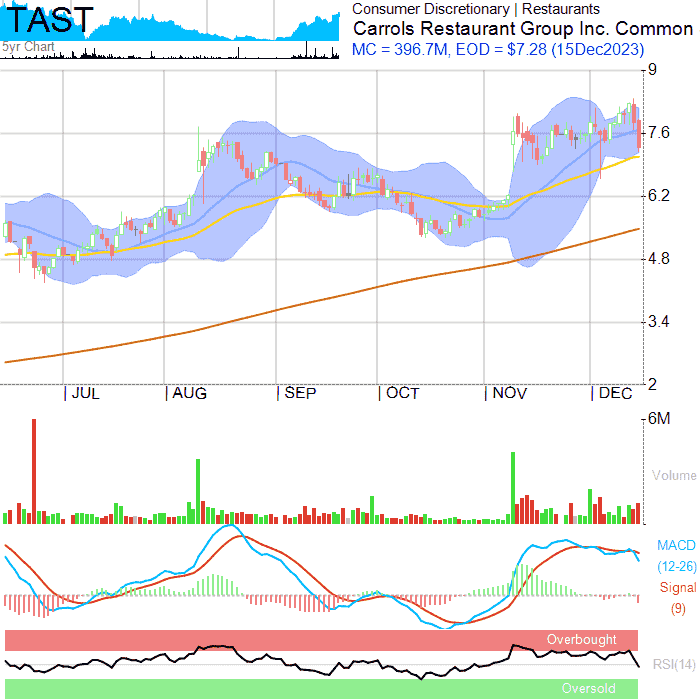 TAST
5yr Chart
Consumer Discretionary | Restaurants
Carrols Restaurant Group Inc. Common
MC = 396.7M, EOD = $7.28 (15Dec2023)
9
7.6
6.2
4.8
3.4
2
JUL AUG SEP OCT NOV DEC
6M
Volume
MACD
(12-26)
Signal
(9)
Overbought
RSI(14)
Oversold